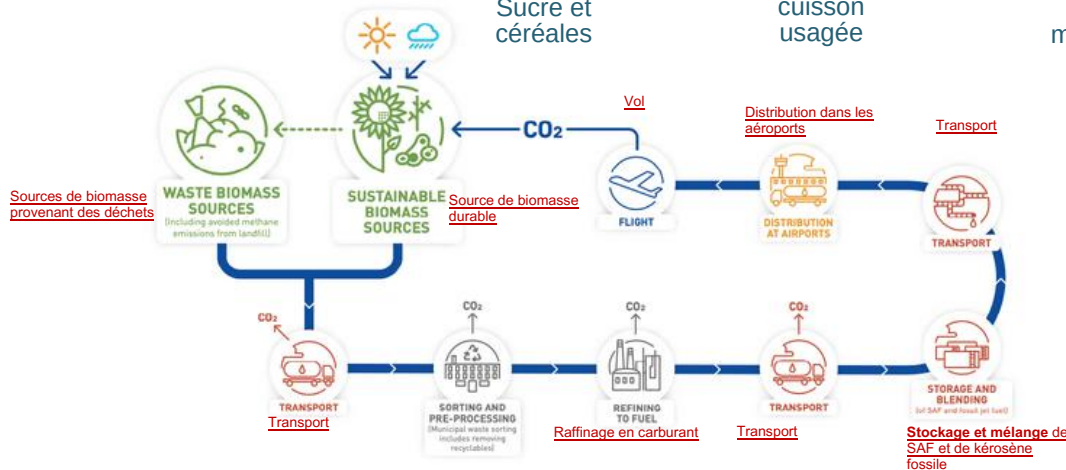 Sucre et
céréales
cuisson
usagée
m
Vol
Distribution dans les
aéroports
Transport
CO₂
Sources de biomasse
provenant des déchets
WASTE BIOMASS
SOURCES
(Including avoided methane
emissions from landfill)
SUSTAINABLE
BIOMASS
SOURCES
Source de biomasse
durable
FLIGHT
DISTRIBUTION
AT AIRPORTS
TRANSPORT
CO₂
TRANSPORT
Transport
CO₂
SORTING AND
PRE-PROCESSING
(Municipal waste sorting
includes removing
recyclables)
CO₂
REFINING
TO FUEL
Raffinage en carburant
CO₂
TRANSPORT
Transport
STORAGE AND
BLENDING
(of SAF and fossil jet fuel)
Stockage et mélange de
SAF et de kérosène
fossile